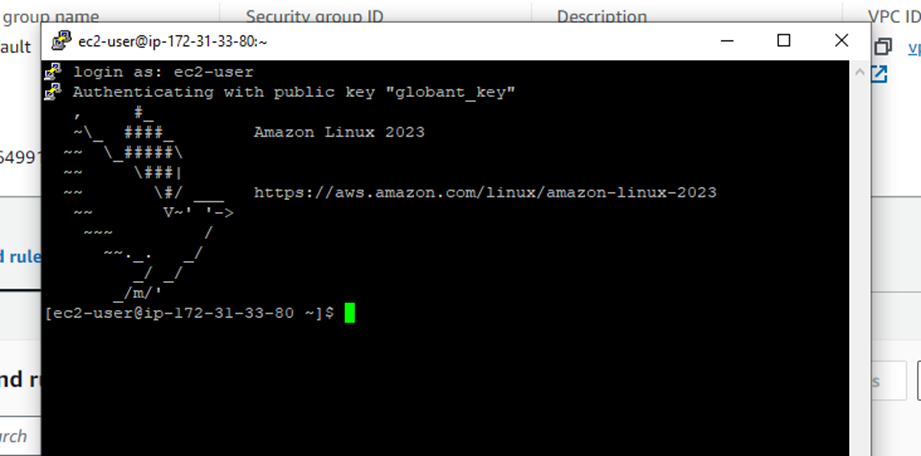 group name Security group ID Description VPC ID
ault
ec2-user@ip-172-31-33-80:~
vp
login as: ec2-user
Authenticating with public key "globant_key"
   ,     #_
   ~\_  ####_        Amazon Linux 2023
  ~~  \_#####\
  ~~     \###|
  ~~       \#/ ___   https://aws.amazon.com/linux/amazon-linux-2023
   ~~       V~' '->
    ~~~         /
      ~~._.   _/
         _/ _/
       _/m/'
[ec2-user@ip-172-31-33-80 ~]$
64991
d rule
nd ru
s
arch